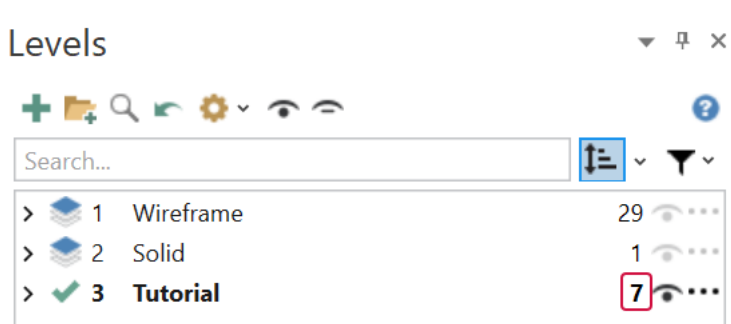 Levels
Search...
1 Wireframe 29
2 Solid 1
3 Tutorial 7